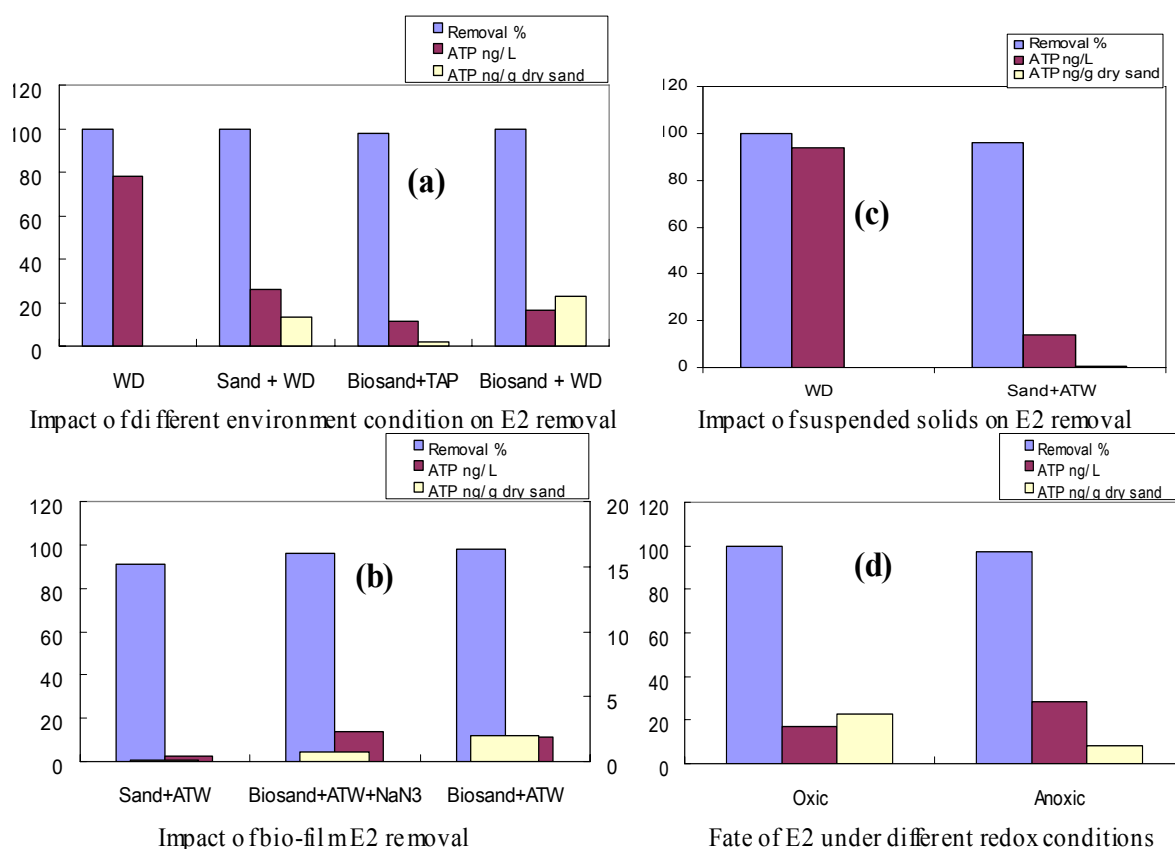 Removal %
ATP ng/L
ATP ng/g dry sand
120
100
80
60
40
20
0
(a)
WD Sand + WD Biosand+TAP Biosand + WD
Impact of different environment condition on E2 removal
Removal %
ATP ng/L
ATP ng/g dry sand
120
100
80
60
40
20
0
(c)
WD Sand+ATW
Impact of suspended solids on E2 removal
Removal %
ATP ng/L
ATP ng/g dry sand
120
100
80
60
40
20
0
20
15
10
5
0
(b)
Sand+ATW Biosand+ATW+NaN3 Biosand+ATW
Impact of bio-film E2 removal
Removal %
ATP ng/L
ATP ng/g dry sand
120
100
80
60
40
20
0
(d)
Oxic Anoxic
Fate of E2 under different redox conditions